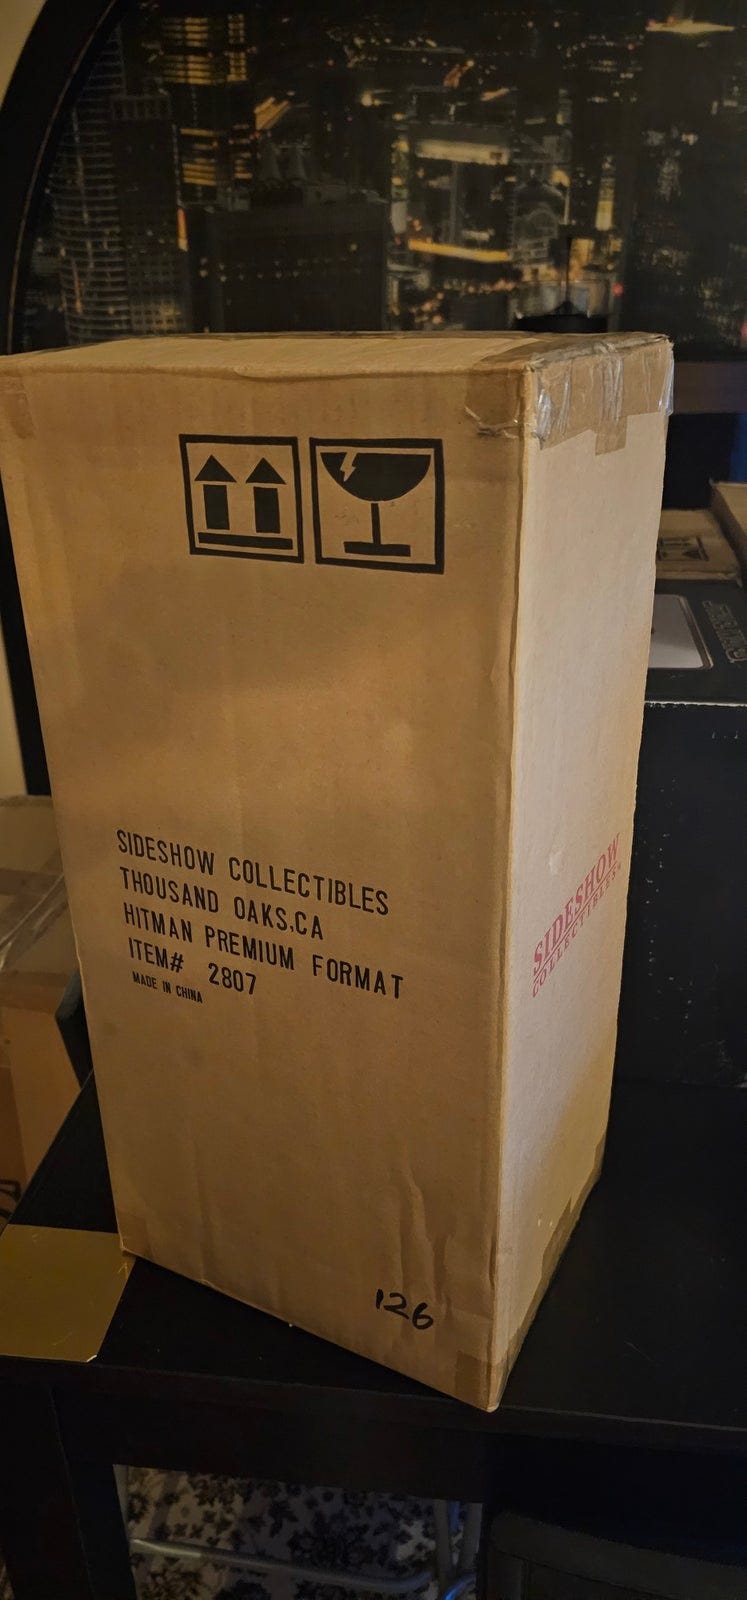 SIDESHOW COLLECTIBLES
THOUSAND OAKS,CA
HITMAN PREMIUM FORMAT
ITEM# 2807
MADE IN CHINA
126
SIDESHOW
COLLECTIBLES